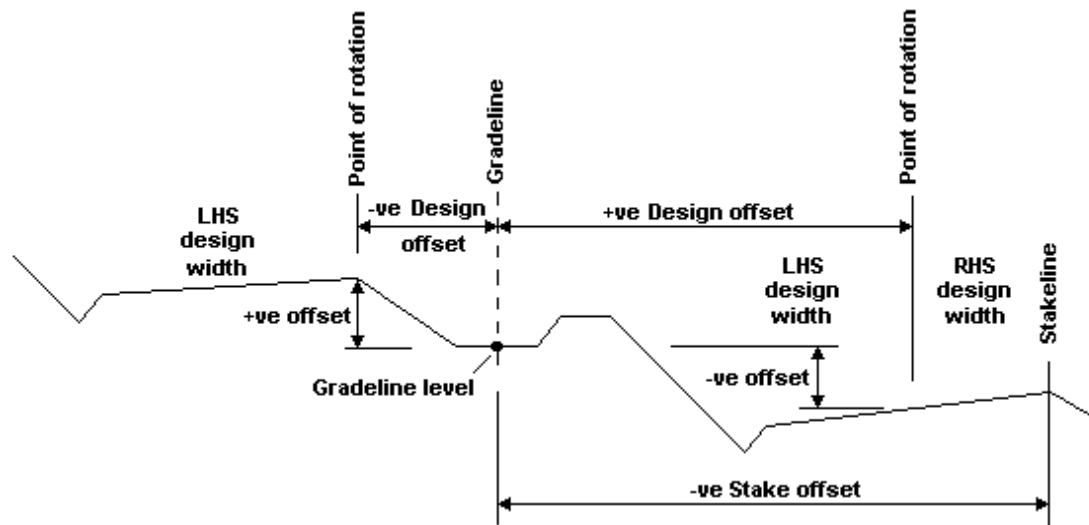 Point of rotation
Gradeline
Point of rotation
-ve Design
offset
+ve Design offset
LHS
design
width
LHS
design
width
RHS
design
width
Stakeline
+ve offset
-ve offset
Gradeline level
-ve Stake offset